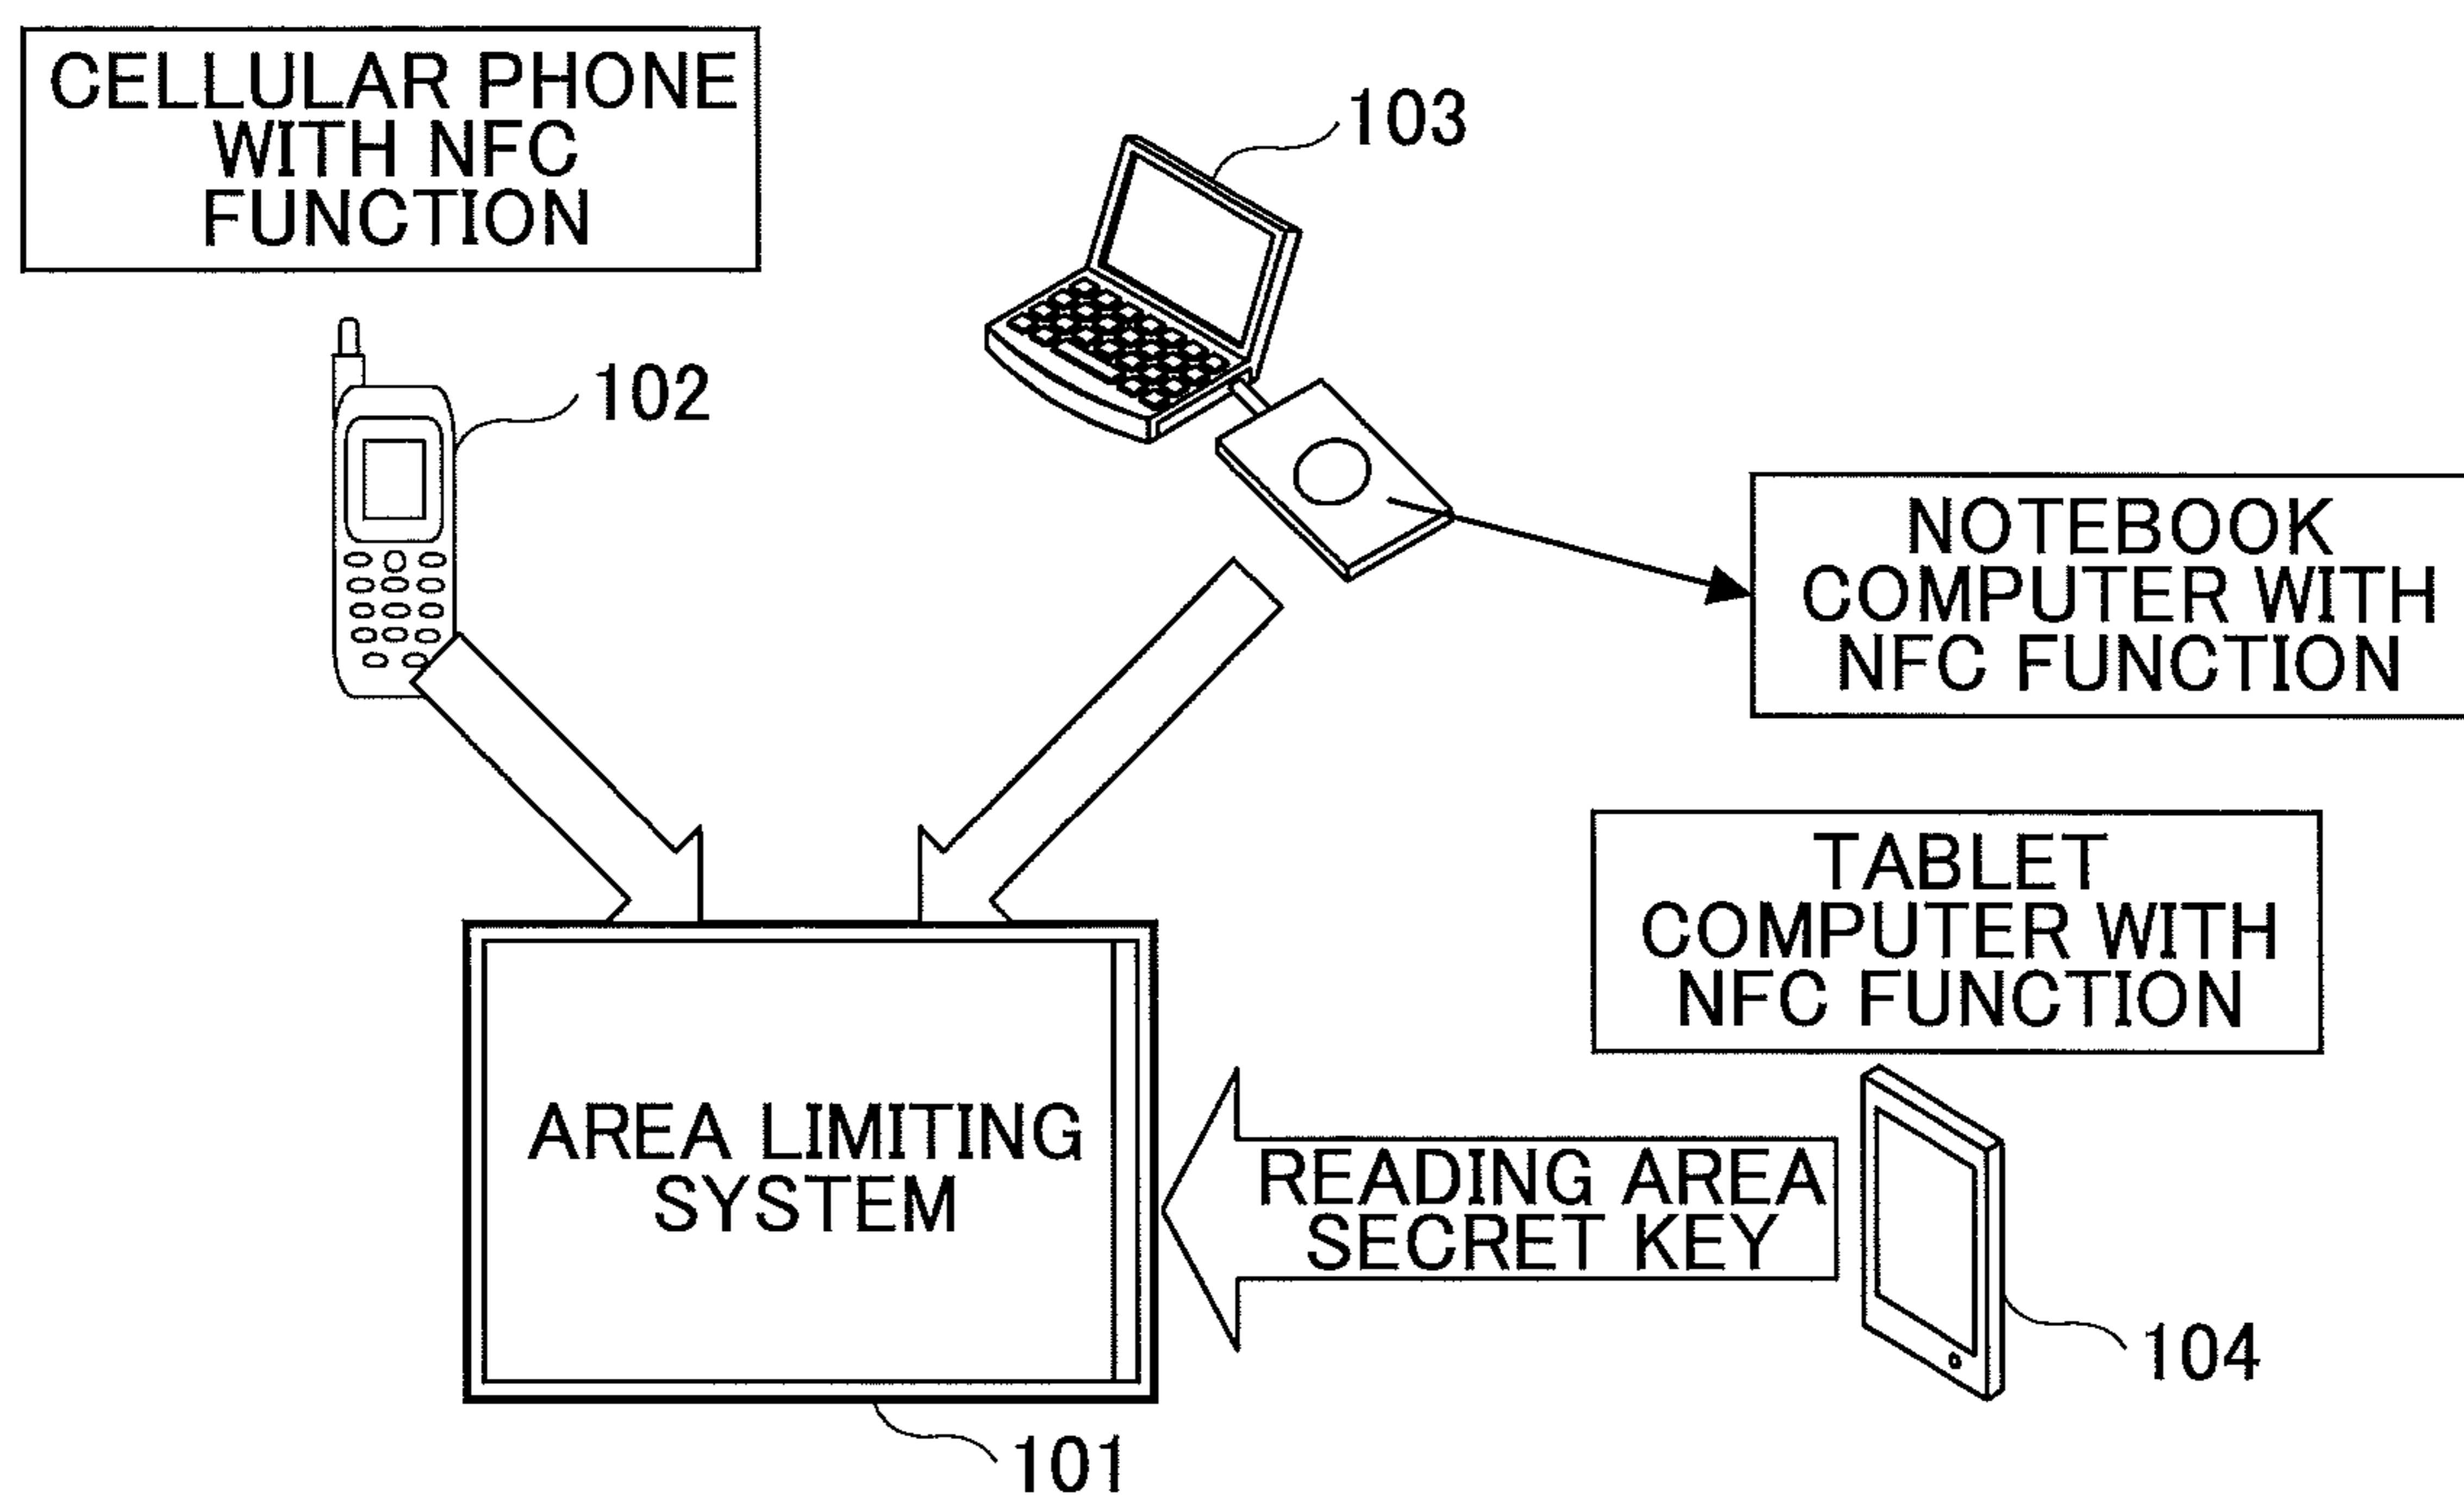 CELLULAR PHONE
WITH NFC
FUNCTION
103
102
NOTEBOOK
COMPUTER WITH
NFC FUNCTION
TABLET
COMPUTER WITH
NFC FUNCTION
AREA LIMITING
SYSTEM
READING AREA
SECRET KEY
104
101